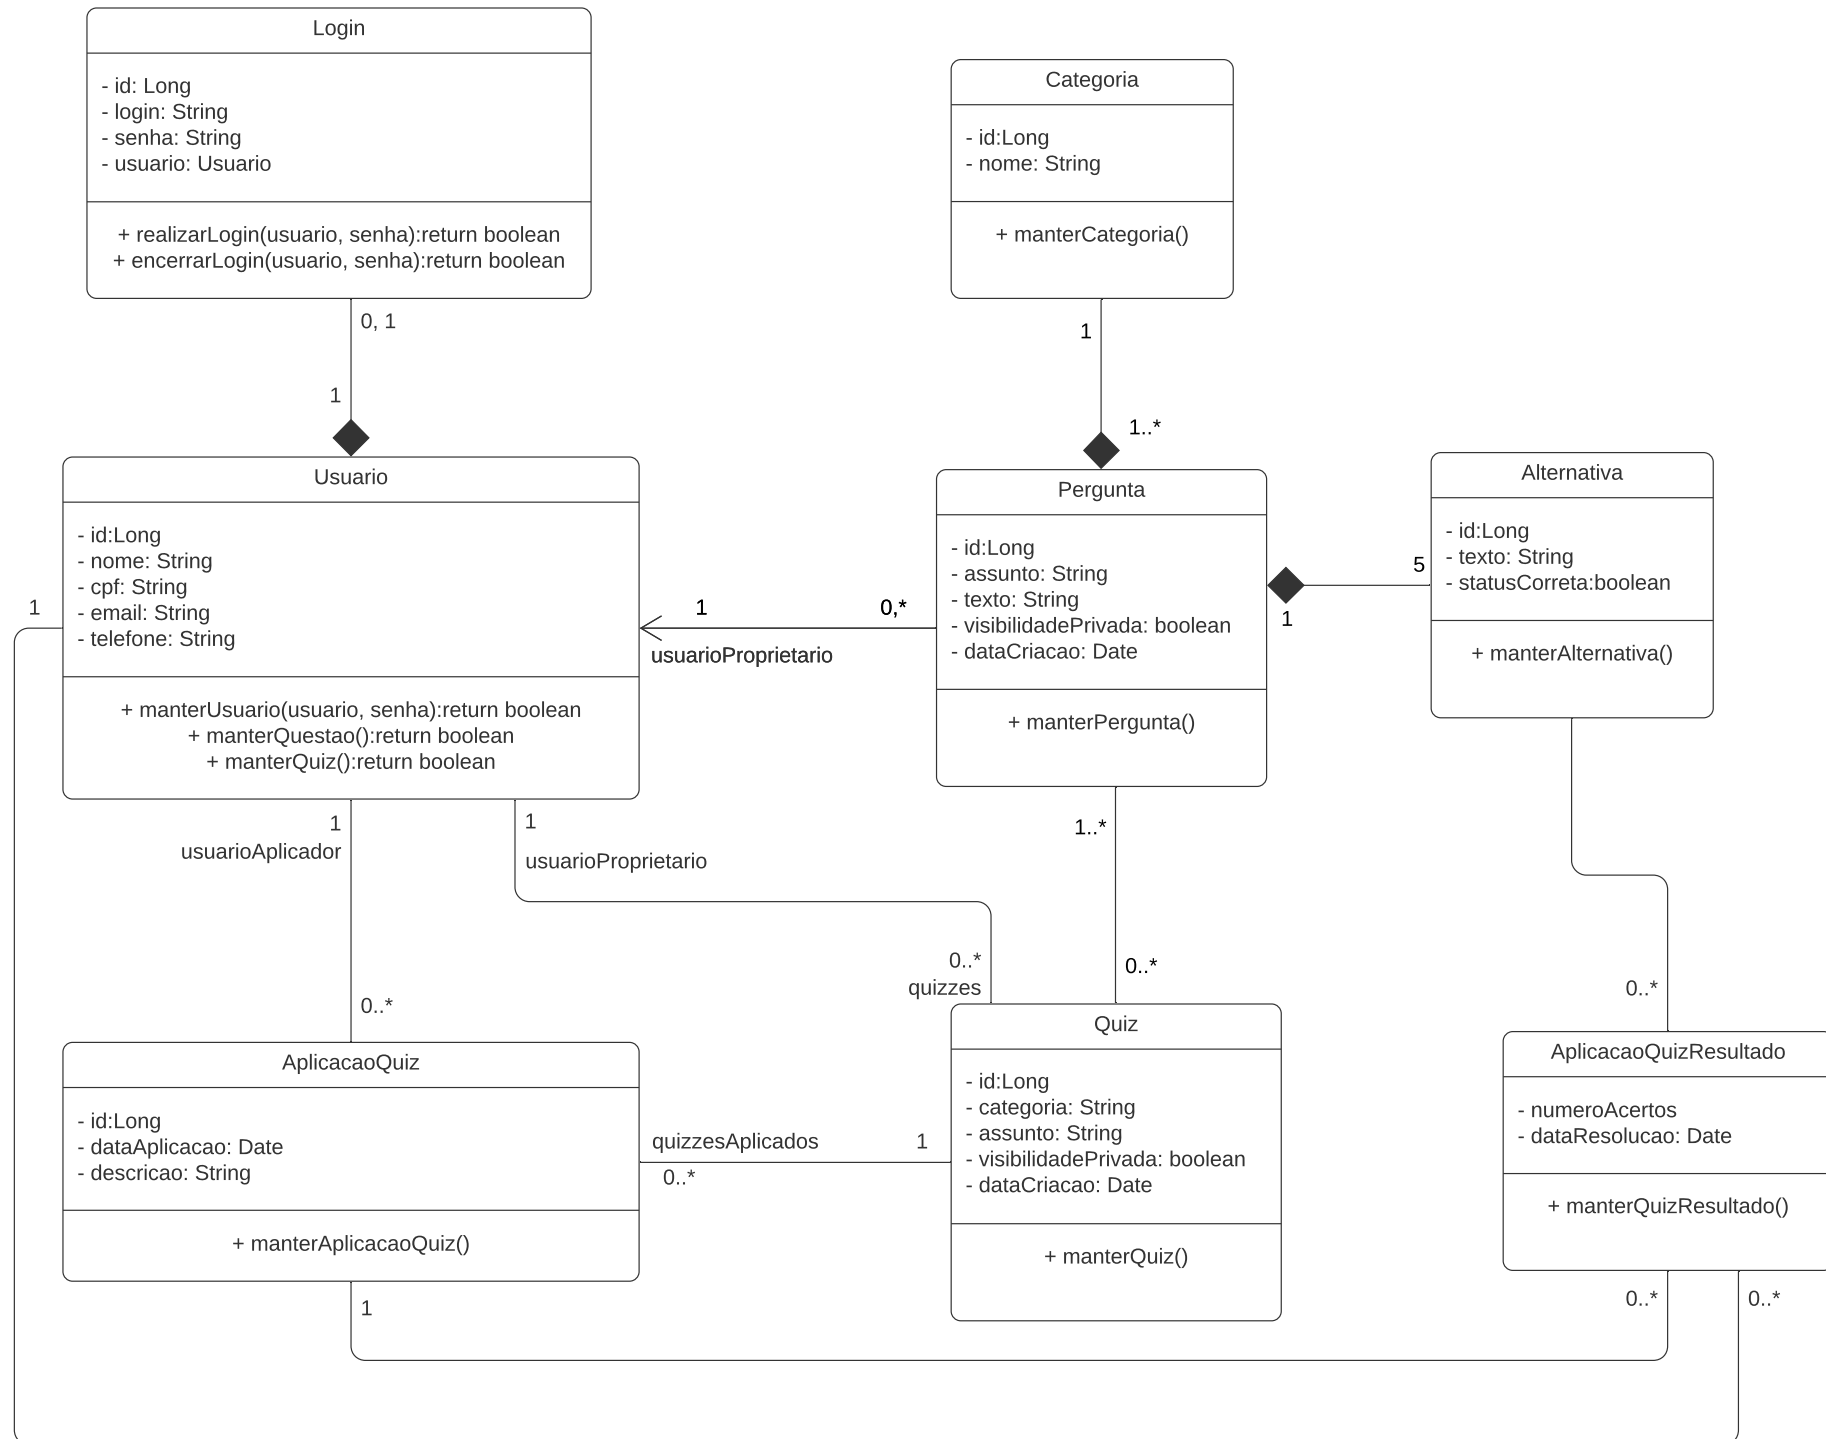 Login
- id: Long
- login: String
- senha: String
- usuario: Usuario
+ realizarLogin(usuario, senha):return boolean
+ encerrarLogin(usuario, senha):return boolean
Categoria
- id:Long
- nome: String
+ manterCategoria()
0, 1
1
1
1..*
Usuario
- id:Long
- nome: String
- cpf: String
- email: String
- telefone: String
+ manterUsuario(usuario, senha):return boolean
+ manterQuestao():return boolean
+ manterQuiz():return boolean
1
1
0,*
usuarioProprietario
Pergunta
- id:Long
- assunto: String
- texto: String
- visibilidadePrivada: boolean
- dataCriacao: Date
+ manterPergunta()
5
1
Alternativa
- id:Long
- texto: String
- statusCorreta:boolean
+ manterAlternativa()
1
usuarioAplicador
1
usuarioProprietario
1..*
0..*
0..*
quizzes
0..*
0..*
AplicacaoQuiz
- id:Long
- dataAplicacao: Date
- descricao: String
+ manterAplicacaoQuiz()
quizzesAplicados
1
0..*
Quiz
- id:Long
- categoria: String
- assunto: String
- visibilidadePrivada: boolean
- dataCriacao: Date
+ manterQuiz()
AplicacaoQuizResultado
- numeroAcertos
- dataResolucao: Date
+ manterQuizResultado()
1
0..*
0..*